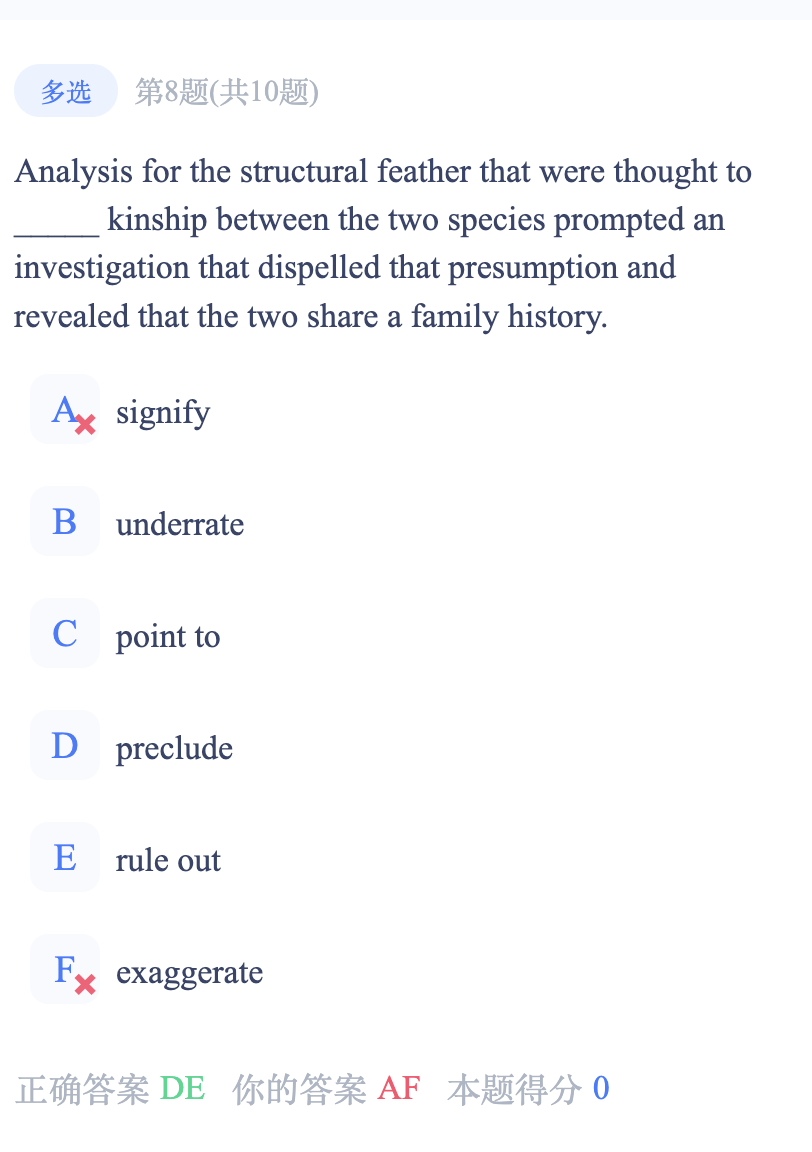 多选 第8题(共10题)
Analysis for the structural feather that were thought to
_____ kinship between the two species prompted an
investigation that dispelled that presumption and
revealed that the two share a family history.
A signify
B underrate
C point to
D preclude
E rule out
F exaggerate
正确答案 DE 你的答案 AF 本题得分 0